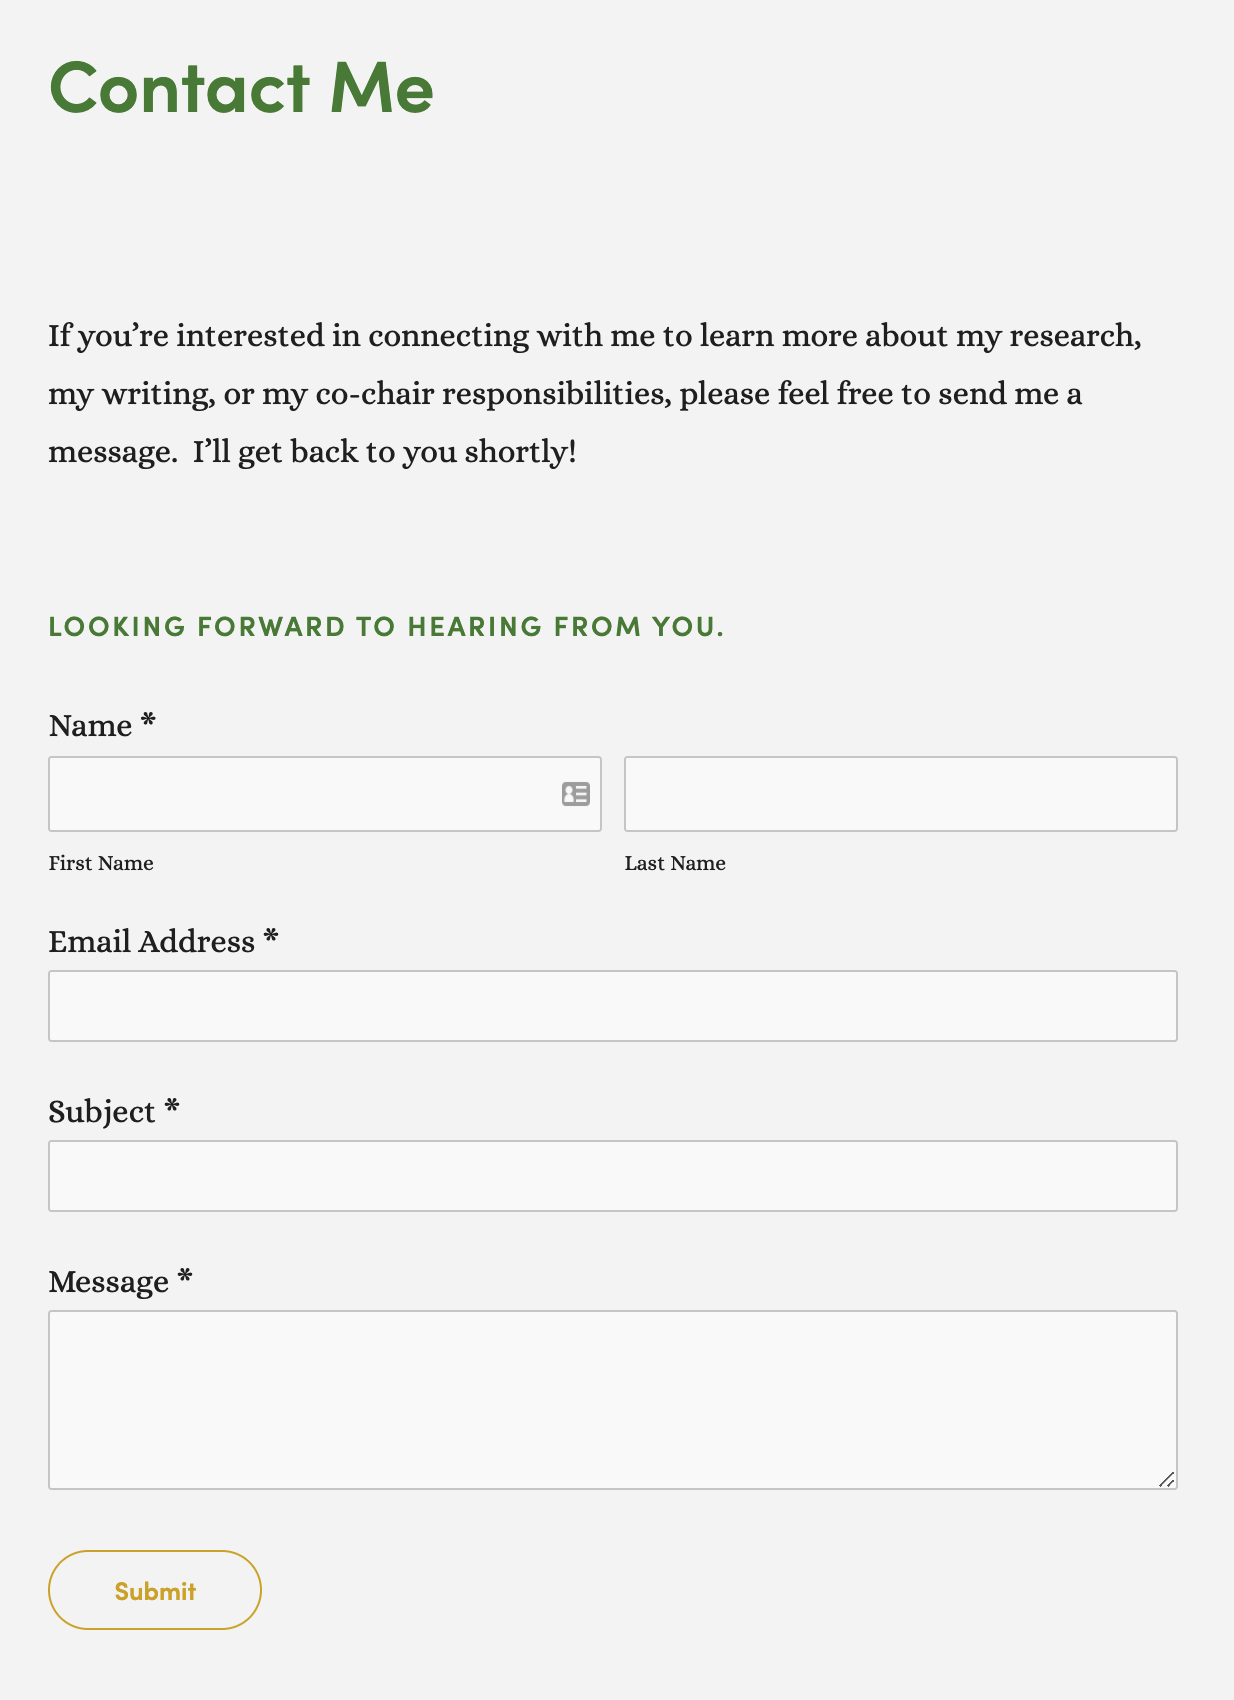 Contact Me
If you’re interested in connecting with me to learn more about my research,
my writing, or my co-chair responsibilities, please feel free to send me a
message.  I’ll get back to you shortly!
LOOKING FORWARD TO HEARING FROM YOU.
Name *
First Name
Last Name
Email Address *
Subject *
Message *
Submit